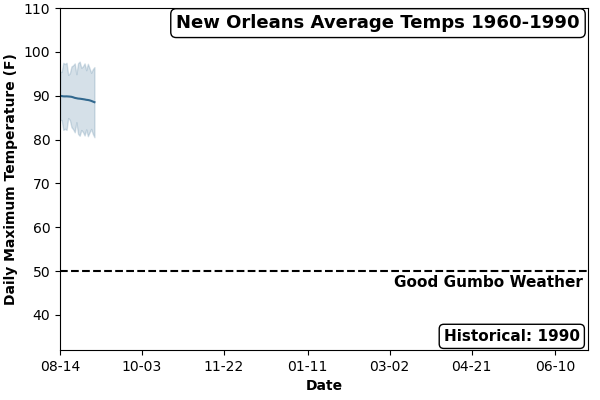 New Orleans Average Temps 1960-1990
Daily Maximum Temperature (F)
110
100
90
80
70
60
50
40
Good Gumbo Weather
Historical: 1990
08-14 10-03 11-22 01-11 03-02 04-21 06-10
Date